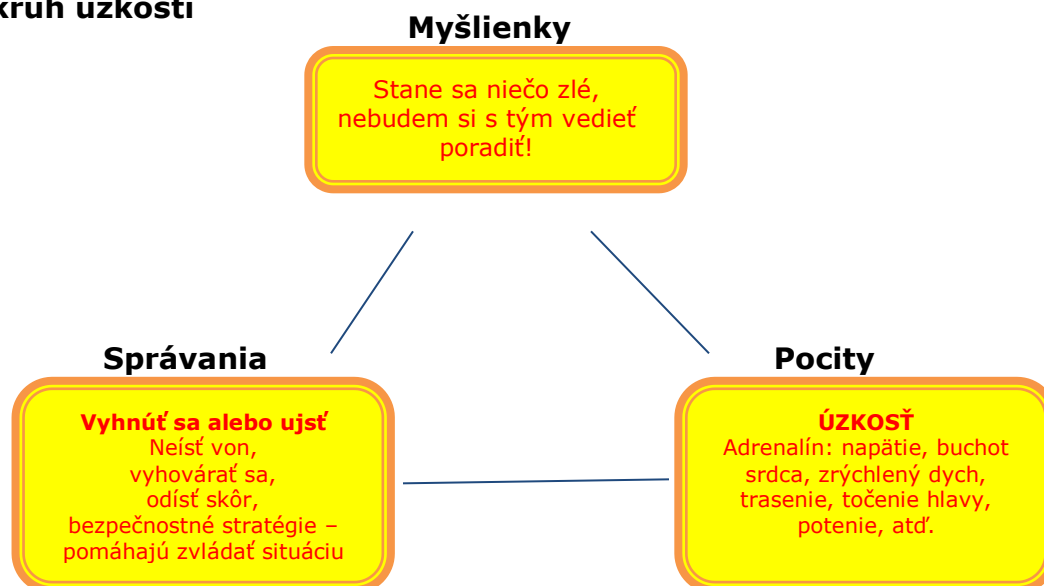 kruh úzkosti
Myšlienky
Stane sa niečo zlé,
nebudem si s tým vedieť
poradiť!
Správania
Vyhnúť sa alebo ujsť
Neísť von,
vyhovárať sa,
odísť skôr,
bezpečnostné stratégie –
pomáhajú zvládať situáciu
Pocity
ÚZKOSŤ
Adrenalín: napätie, buchot
srdca, zrýchlený dych,
trasenie, točenie hlavy,
potenie, atď.